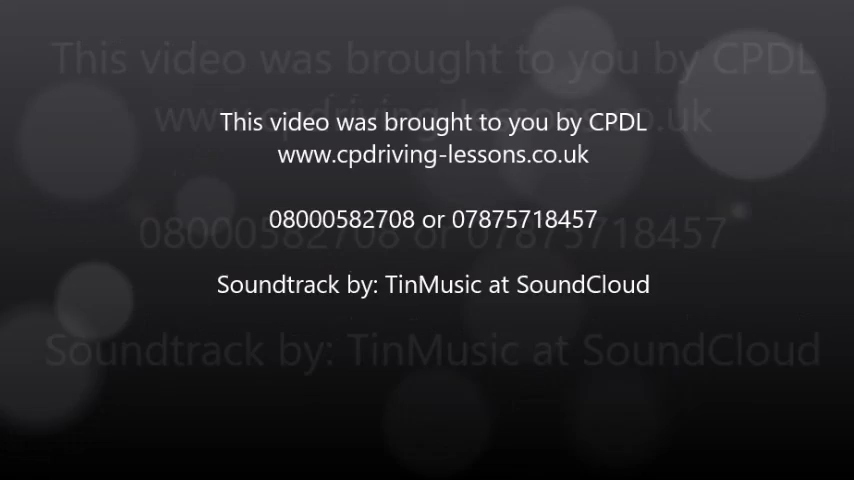 This video was brought to you by CPDL
www.cpdriving-lessons.co.uk
08000582708 or 07875718457
Soundtrack by: TinMusic at SoundCloud